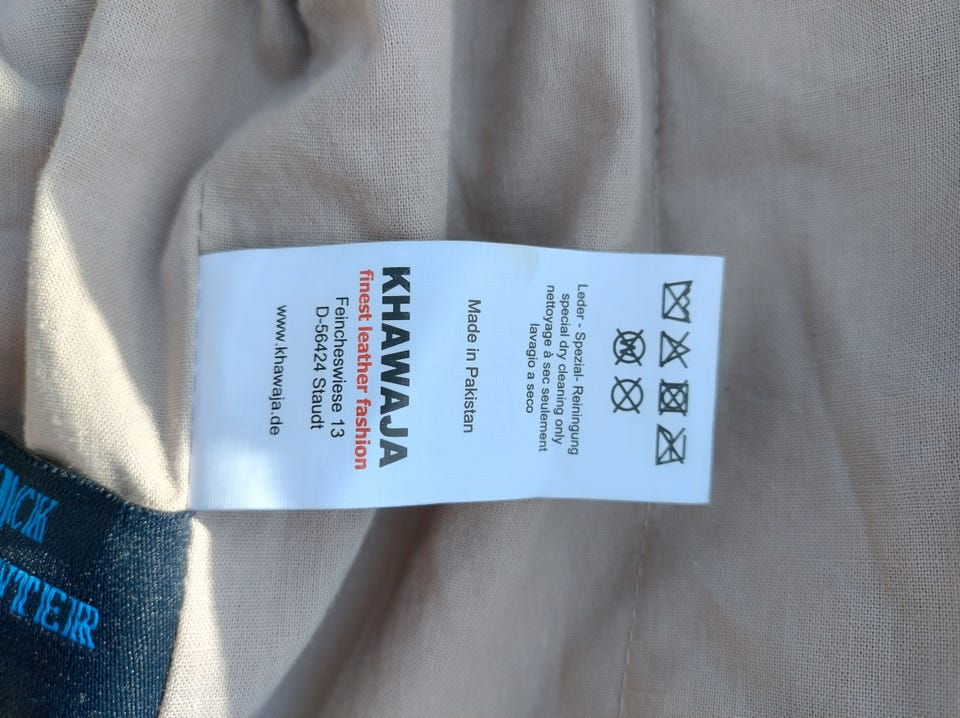 Leder - Spezial- Reiningung
special dry cleaning only
nettoyage à sec seulement
lavagio a seco
Made in Pakistan
KHAWAJA
finest leather fashion
Feincheswiese 13
D-56424 Staudt
www.khawaja.de